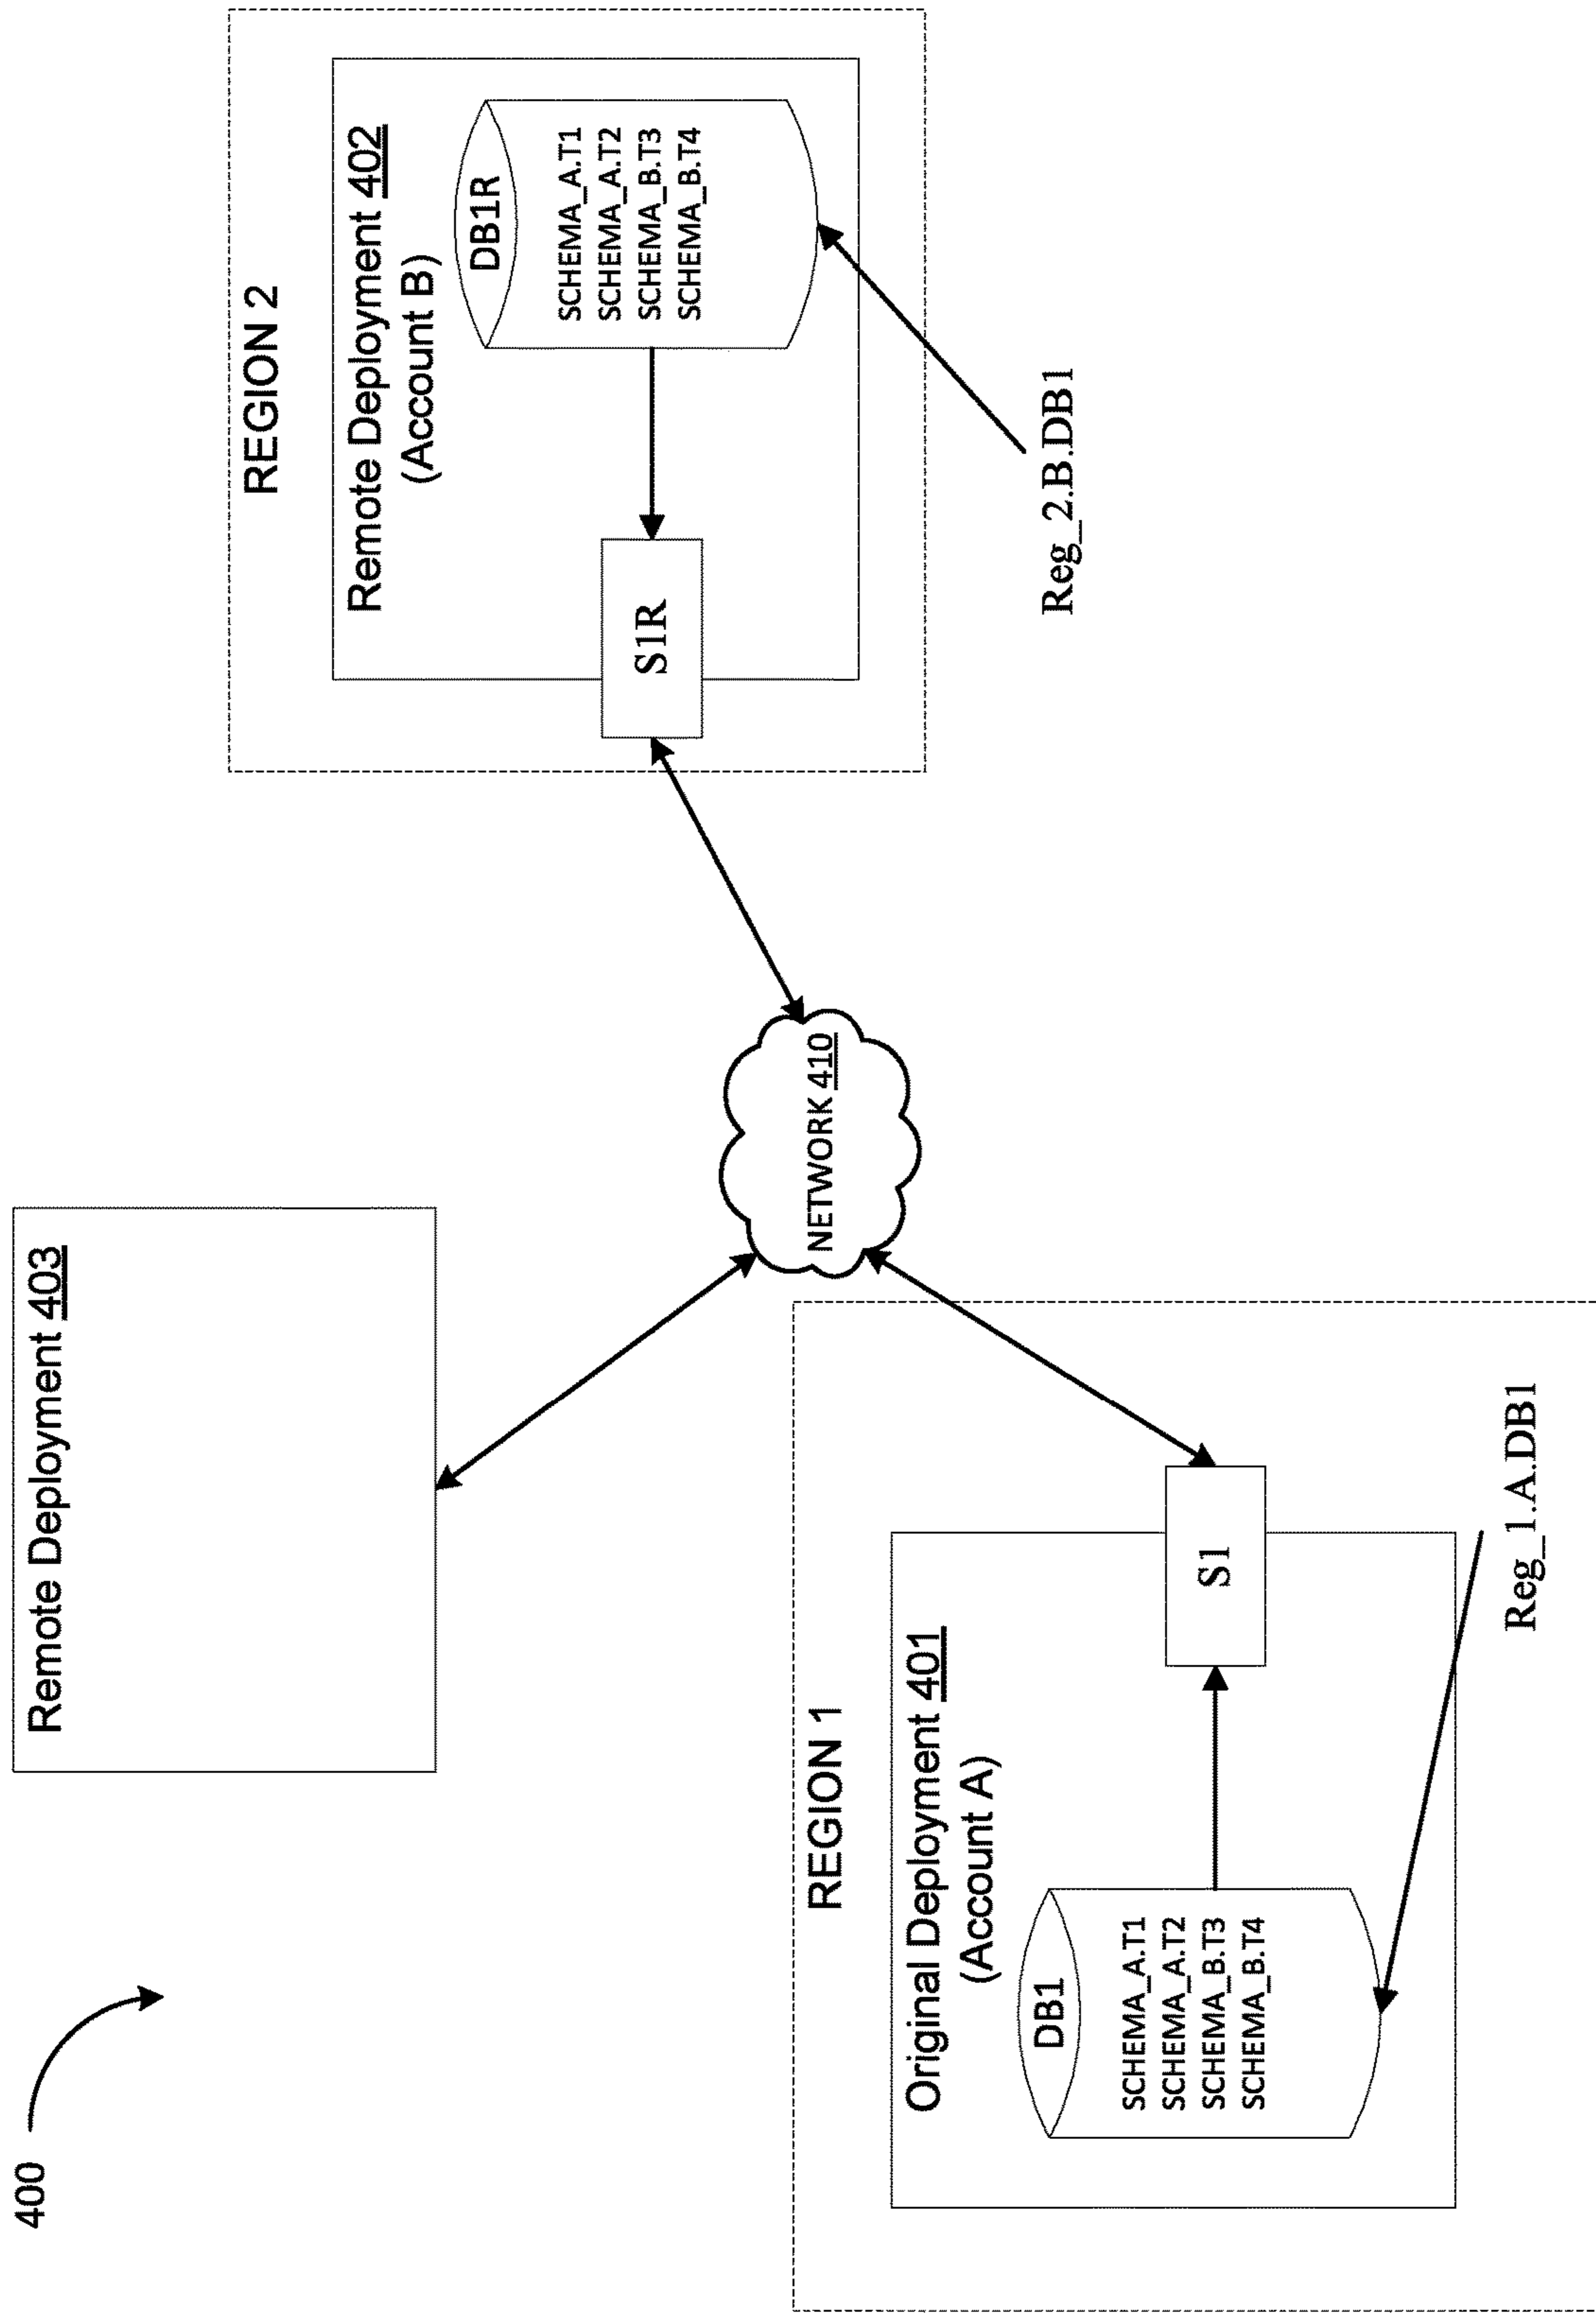 400
Remote Deployment 403
REGION 2
Remote Deployment 402
(Account B)
DB1R
SCHEMA_A.T1
SCHEMA_A.T2
SCHEMA_B.T3
SCHEMA_B.T4
S1R
Reg_2.B.DB1
NETWORK 410
REGION 1
Original Deployment 401
(Account A)
DB1
SCHEMA_A.T1
SCHEMA_A.T2
SCHEMA_B.T3
SCHEMA_B.T4
S1
Reg_1.A.DB1